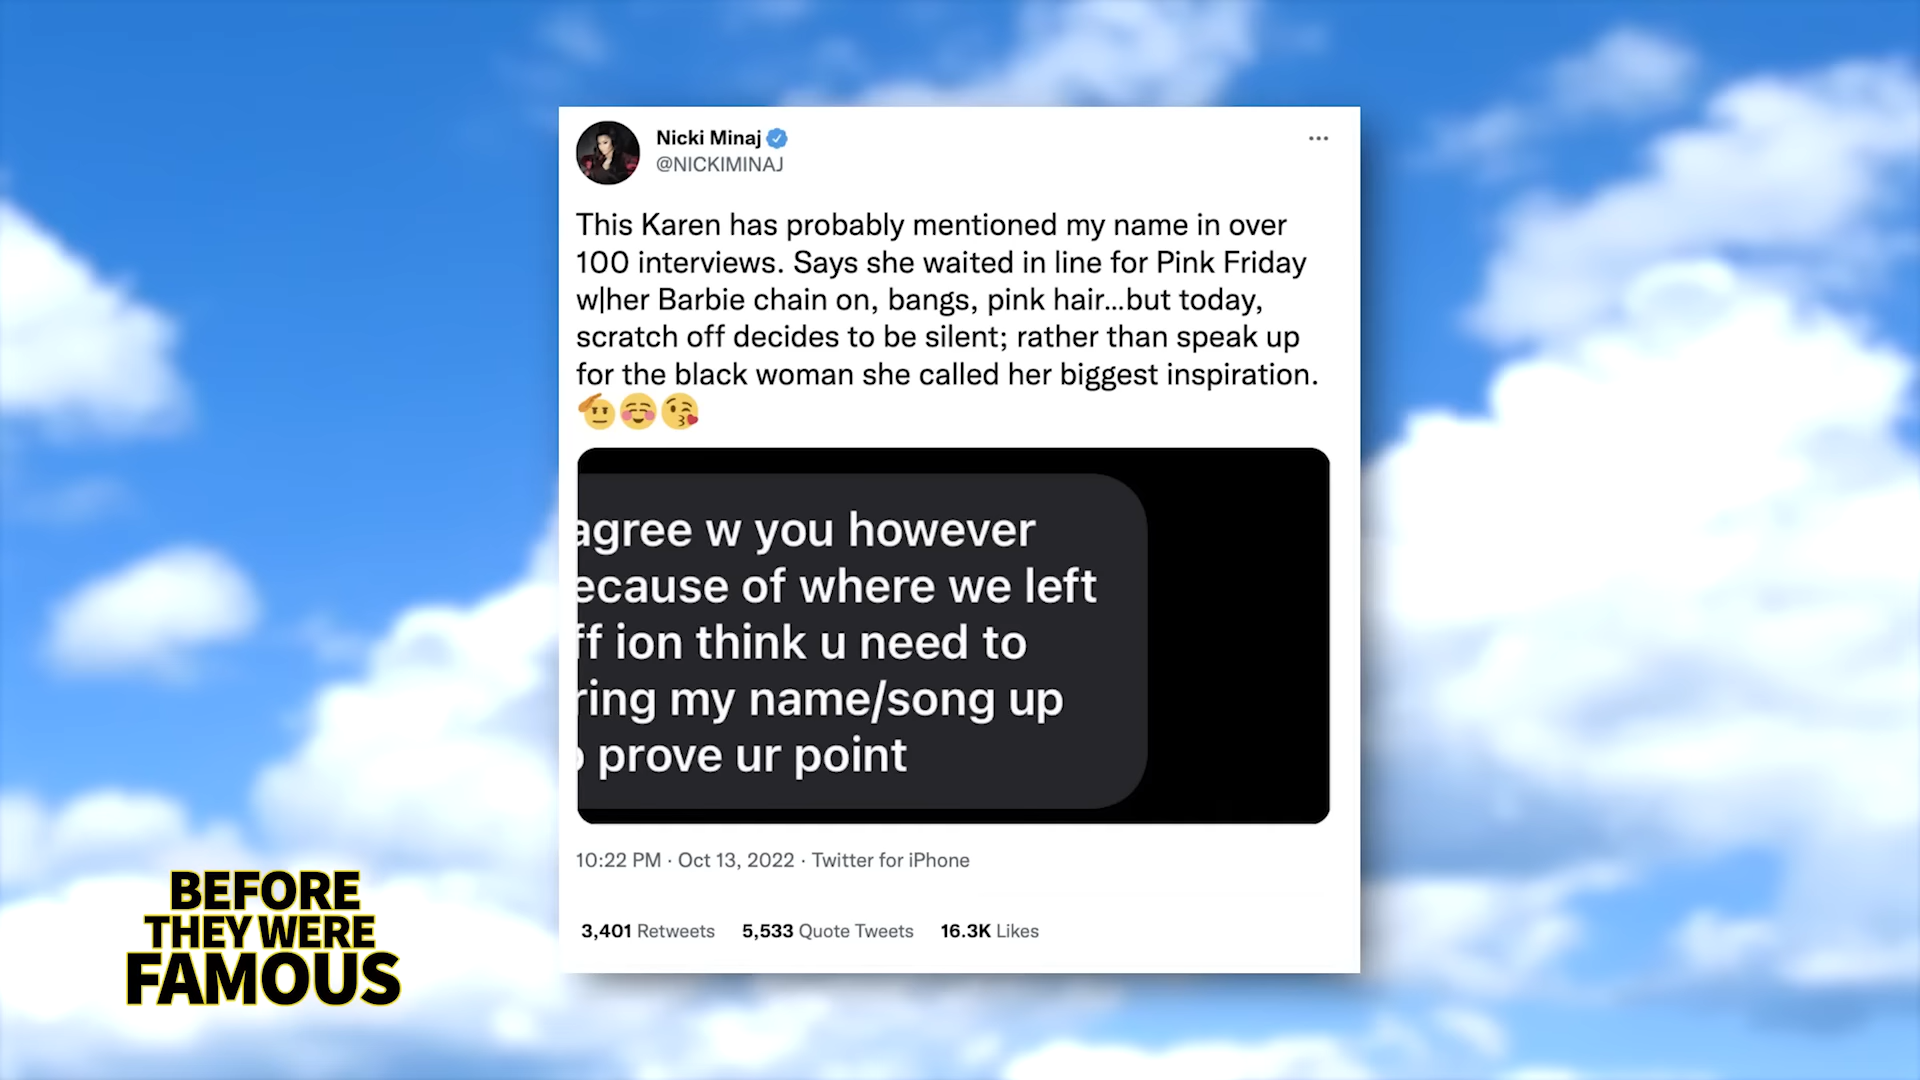 Nicki Minaj
@NICKIMINAJ
This Karen has probably mentioned my name in over
100 interviews. Says she waited in line for Pink Friday
w|her Barbie chain on, bangs, pink hair...but today,
scratch off decides to be silent; rather than speak up
for the black woman she called her biggest inspiration.
🫡☺️😘
agree w you however
ecause of where we left
ff ion think u need to
ring my name/song up
prove ur point
10:22 PM · Oct 13, 2022 · Twitter for iPhone
3,401 Retweets 5,533 Quote Tweets 16.3K Likes
BEFORE
THEY WERE
FAMOUS